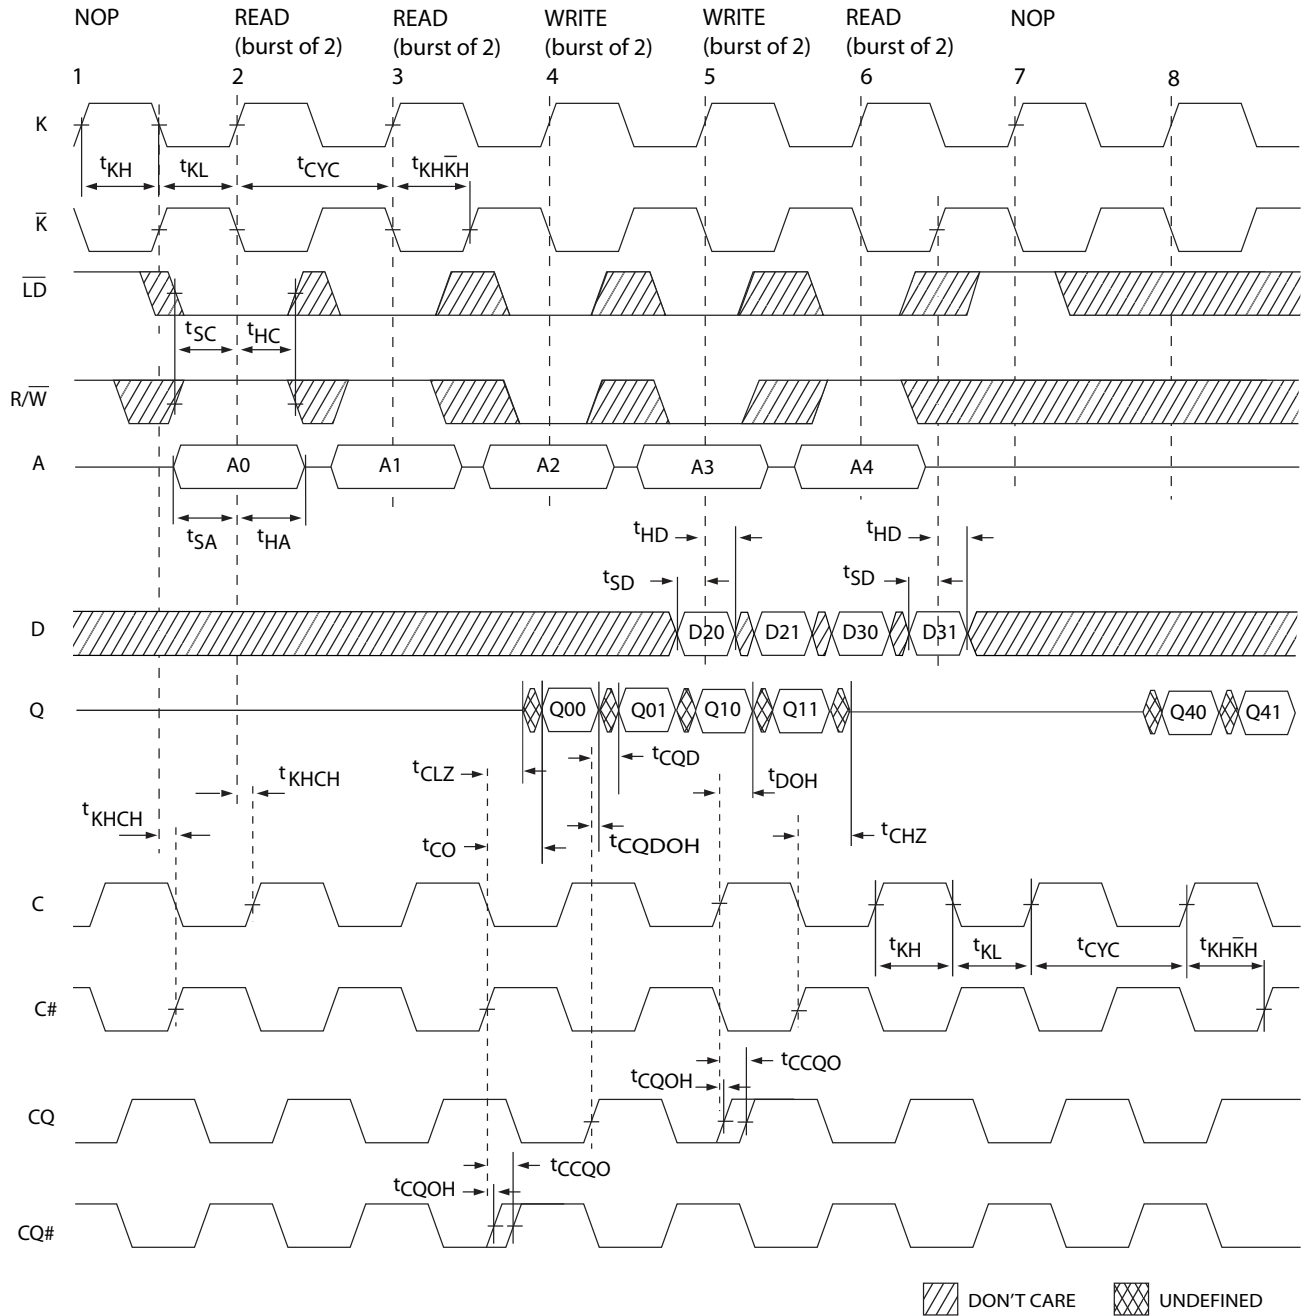 NOP READ READ WRITE WRITE READ NOP
(burst of 2) (burst of 2) (burst of 2) (burst of 2) (burst of 2)
1 2 3 4 5 6 7 8
K
tKH tKL tCYC tKHK̅H
K̅
L̅D̅
tSC tHC
R/W̅
A A0 A1 A2 A3 A4
tSA tHA tHD tHD
tSD tSD
D D20 D21 D30 D31
Q Q00 Q01 Q10 Q11 Q40 Q41
tKHCH tCLZ tCQD tDOH
tKHCH tCO tCQDOH tCHZ
C
tKH tKL tCYC tKHK̅H
C#
tCQOH tCCQO
CQ
tCQOH tCCQO
CQ#
DON'T CARE UNDEFINED